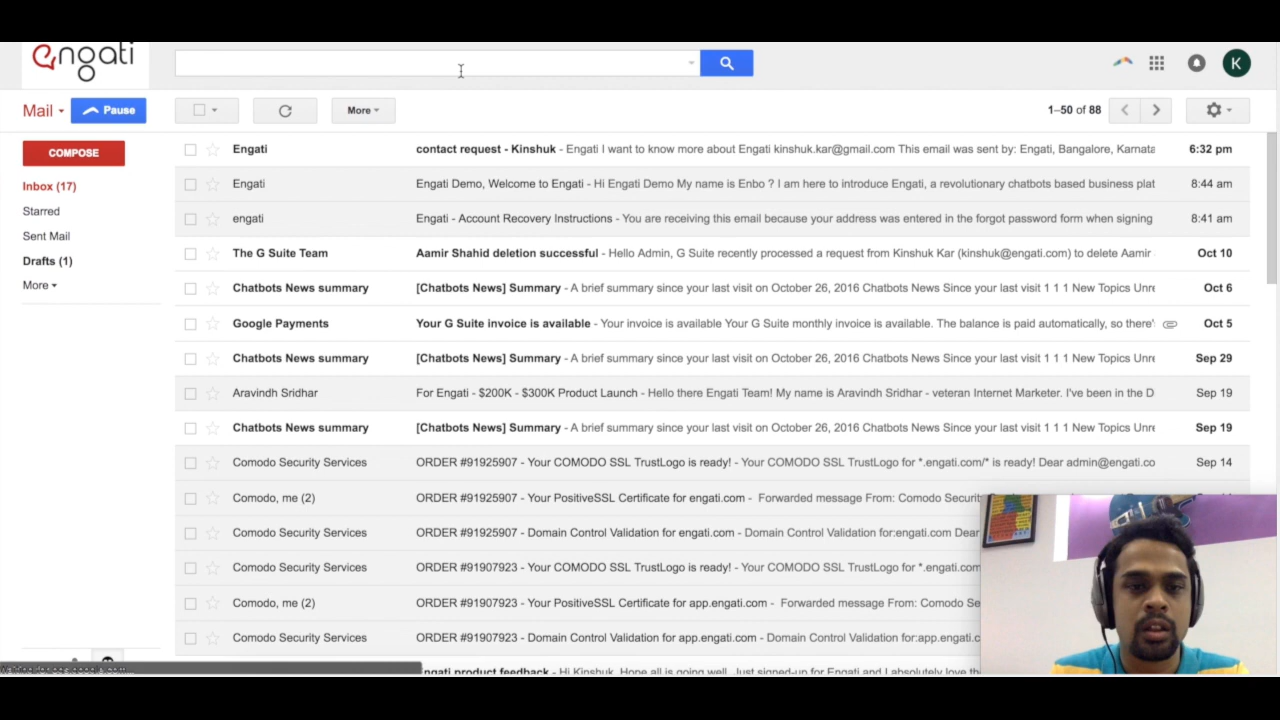 engati
K
Mail
Pause
More
1–50 of 88
COMPOSE
Inbox (17)
Starred
Sent Mail
Drafts (1)
More
Engati contact request - Kinshuk - Engati I want to know more about Engati kinshuk.kar@gmail.com This email was sent by: Engati, Bangalore, Karnata 6:32 pm
Engati Engati Demo, Welcome to Engati - Hi Engati Demo My name is Enbo ? I am here to introduce Engati, a revolutionary chatbots based business plat 8:44 am
engati Engati - Account Recovery Instructions - You are receiving this email because your address was entered in the forgot password form when signing 8:41 am
The G Suite Team Aamir Shahid deletion successful - Hello Admin, G Suite recently processed a request from Kinshuk Kar (kinshuk@engati.com) to delete Aamir Oct 10
Chatbots News summary [Chatbots News] Summary - A brief summary since your last visit on October 26, 2016 Chatbots News Since your last visit 1 1 1 New Topics Unre Oct 6
Google Payments Your G Suite invoice is available - Your invoice is available Your G Suite monthly invoice is available. The balance is paid automatically, so there' Oct 5
Chatbots News summary [Chatbots News] Summary - A brief summary since your last visit on October 26, 2016 Chatbots News Since your last visit 1 1 1 New Topics Unre Sep 29
Aravindh Sridhar For Engati - $200K - $300K Product Launch - Hello there Engati Team! My name is Aravindh Sridhar - veteran Internet Marketer. I've been in the D Sep 19
Chatbots News summary [Chatbots News] Summary - A brief summary since your last visit on October 26, 2016 Chatbots News Since your last visit 1 1 1 New Topics Unre Sep 19
Comodo Security Services ORDER #91925907 - Your COMODO SSL TrustLogo is ready! - Your COMODO SSL TrustLogo for *.engati.com/* is ready! Dear admin@engati.co Sep 14
Comodo, me (2) ORDER #91925907 - Your PositiveSSL Certificate for engati.com - Forwarded message From: Comodo Securit
Comodo Security Services ORDER #91925907 - Domain Control Validation for engati.com - Domain Control Validation for:engati.com Dear
Comodo Security Services ORDER #91907923 - Your COMODO SSL TrustLogo is ready! - Your COMODO SSL TrustLogo for *.engati.com
Comodo, me (2) ORDER #91907923 - Your PositiveSSL Certificate for app.engati.com - Forwarded message From: Comodo Se
Comodo Security Services ORDER #91907923 - Domain Control Validation for app.engati.com - Domain Control Validation for:app.engati.c
engati product feedback - Hi Kinshuk, Hope all is going well. Just signed-up for Engati and I absolutely love th